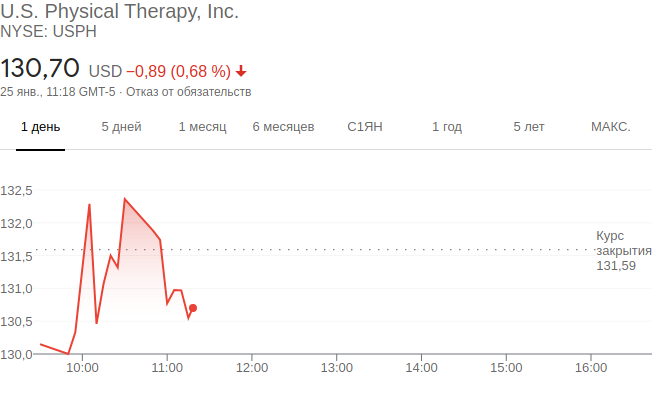 U.S. Physical Therapy, Inc.
NYSE: USPH
130,70 USD −0,89 (0,68 %)
25 янв., 11:18 GMT-5 · Отказ от обязательств
1 день 5 дней 1 месяц 6 месяцев С1ЯН 1 год 5 лет МАКС.
132,5
132,0
Курс
закрытия
131,59
131,5
131,0
130,5
130,0
10:00 11:00 12:00 13:00 14:00 15:00 16:00